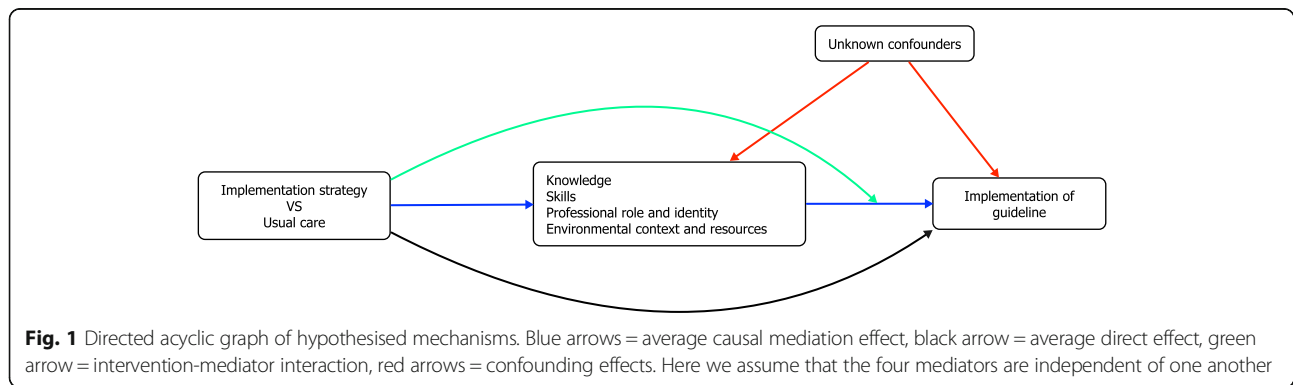 Unknown confounders
Implementation strategy
VS
Usual care
Knowledge
Skills
Professional role and identity
Environmental context and resources
Implementation of
guideline
Fig. 1 Directed acyclic graph of hypothesised mechanisms. Blue arrows = average causal mediation effect, black arrow = average direct effect, green
arrow = intervention-mediator interaction, red arrows = confounding effects. Here we assume that the four mediators are independent of one another